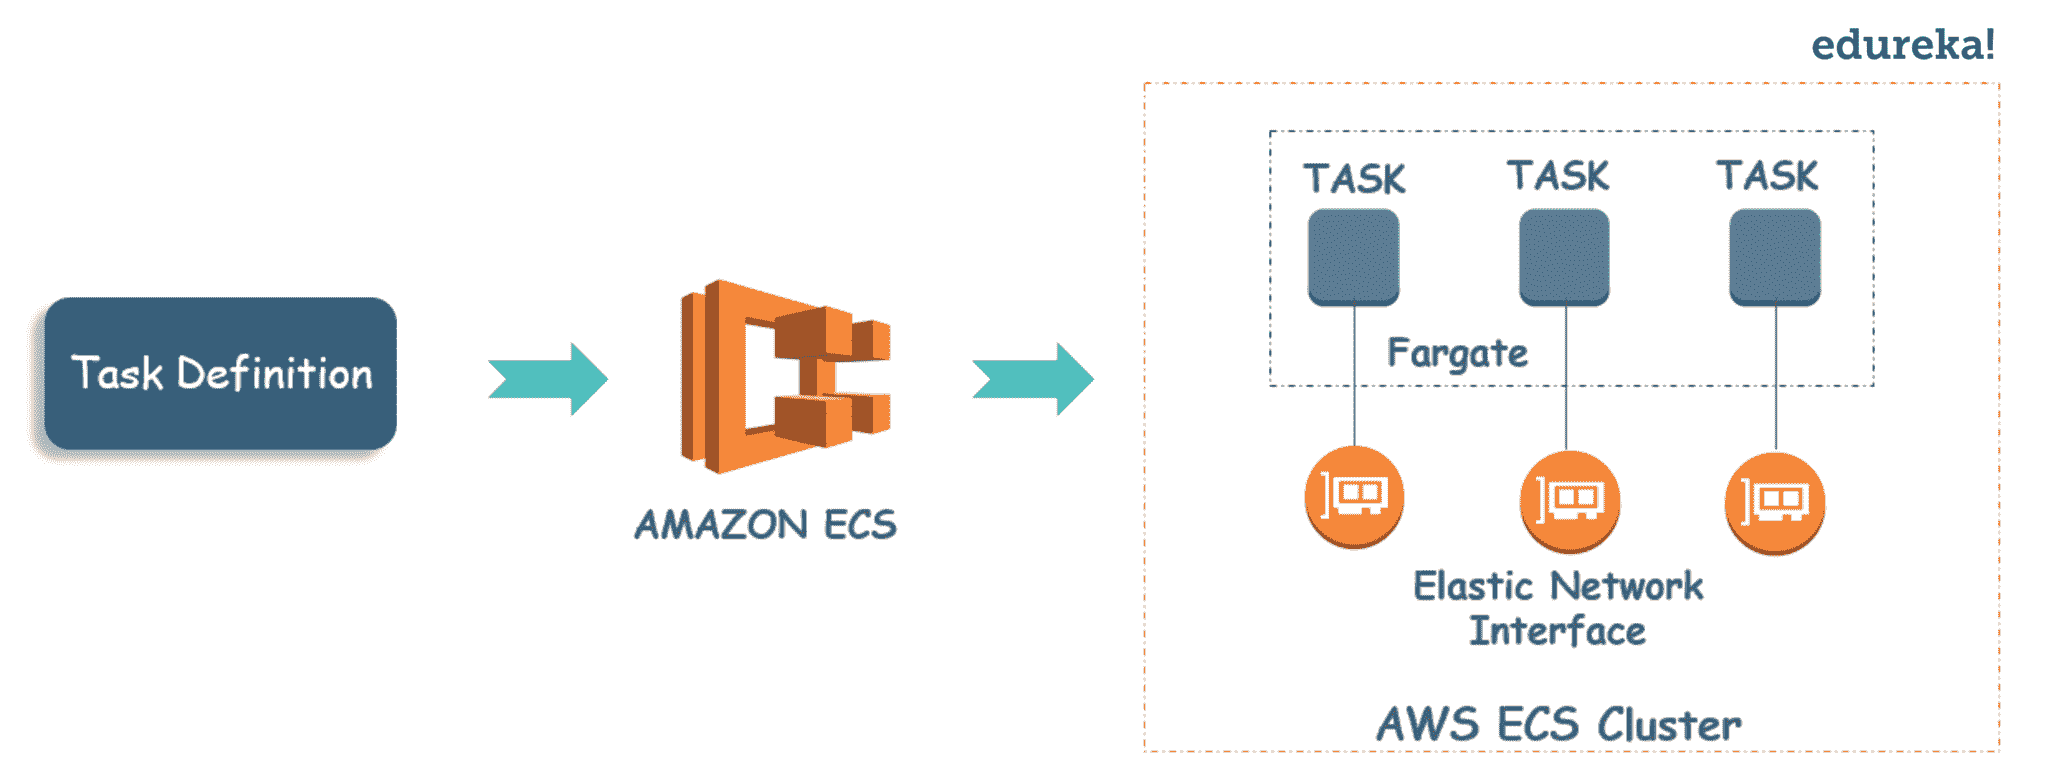 edureka!
TASK
TASK
TASK
Fargate
Task Definition
AMAZON ECS
Elastic Network
Interface
AWS ECS Cluster